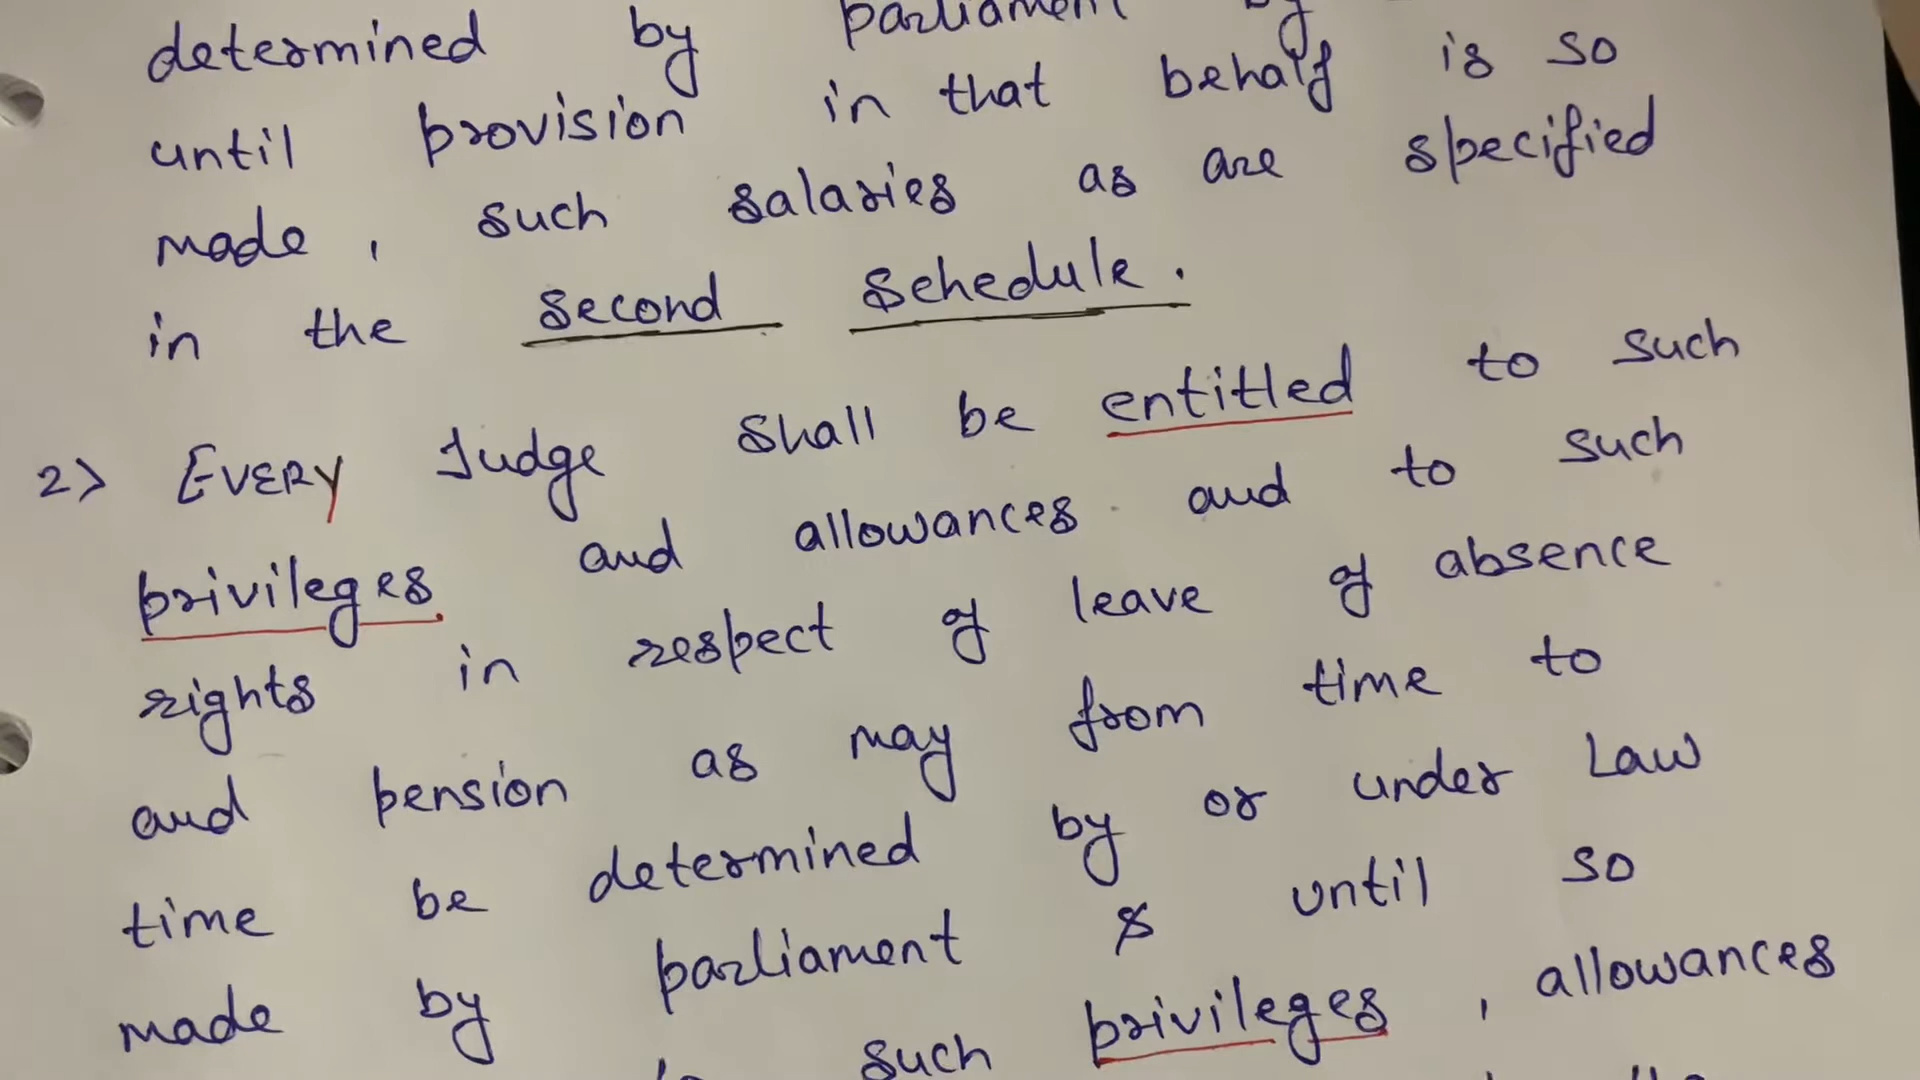 determined by parliament
until provision in that behalf is so
made, such salaries as are specified
in the Second Schedule.
2> EVERY Judge shall be entitled to such
privileges and allowances and to such
rights in respect of leave of absence
and pension as may from time to
time be determined by or under Law
made by parliament & until so
such privileges, allowances